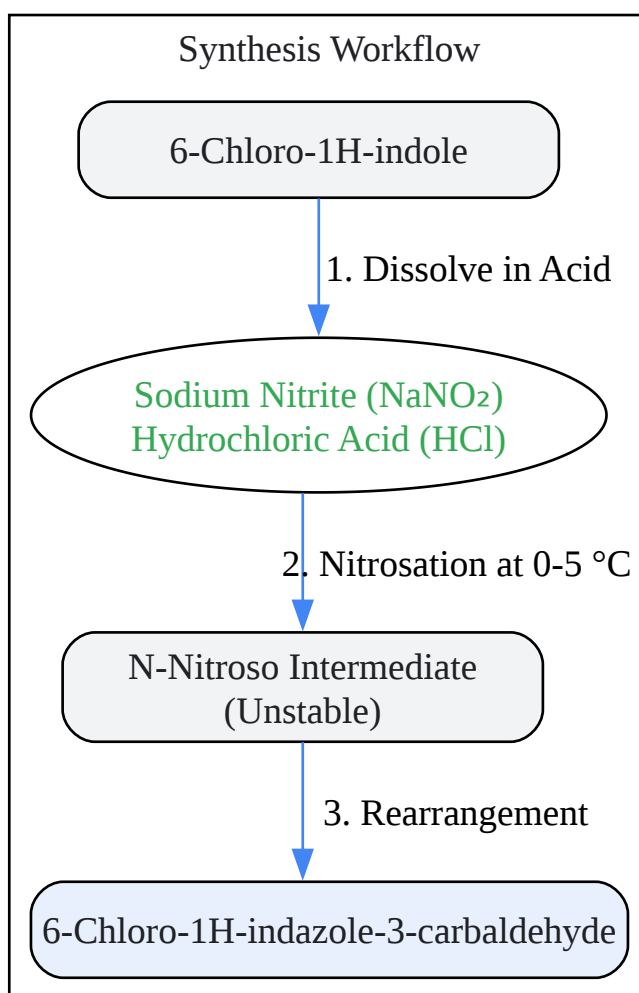 Synthesis Workflow
6-Chloro-1H-indole
1. Dissolve in Acid
Sodium Nitrite (NaNO₂)
Hydrochloric Acid (HCl)
2. Nitrosation at 0-5 °C
N-Nitroso Intermediate
(Unstable)
3. Rearrangement
6-Chloro-1H-indazole-3-carbaldehyde